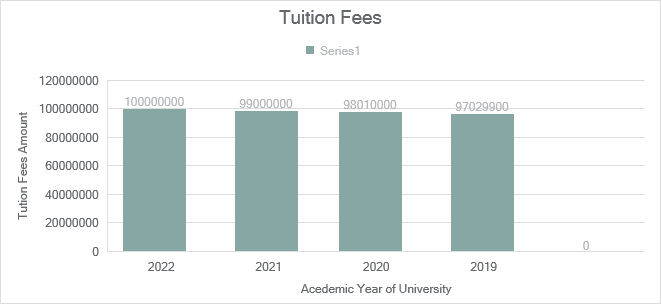 Tuition Fees
Series1
Tution Fees Amount
120000000
100000000
80000000
60000000
40000000
20000000
0
100000000 99000000 98010000 97029900 0
2022 2021 2020 2019
Acedemic Year of University